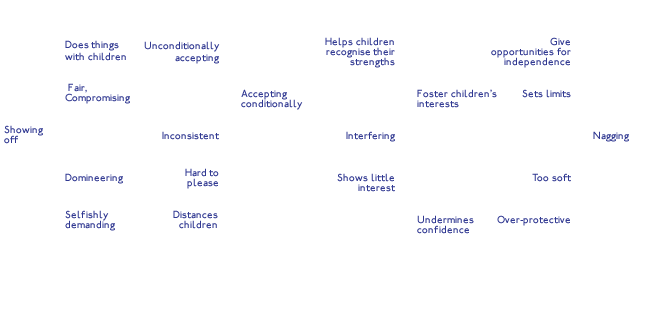 Does things
with children
Unconditionally
accepting
Helps children
recognise their
strengths
Give
opportunities for
independence
Fair,
Compromising
Accepting
conditionally
Foster children's
interests
Sets limits
Showing
off
Inconsistent
Interfering
Nagging
Domineering
Hard to
please
Shows little
interest
Too soft
Selfishly
demanding
Distances
children
Undermines
confidence
Over-protective